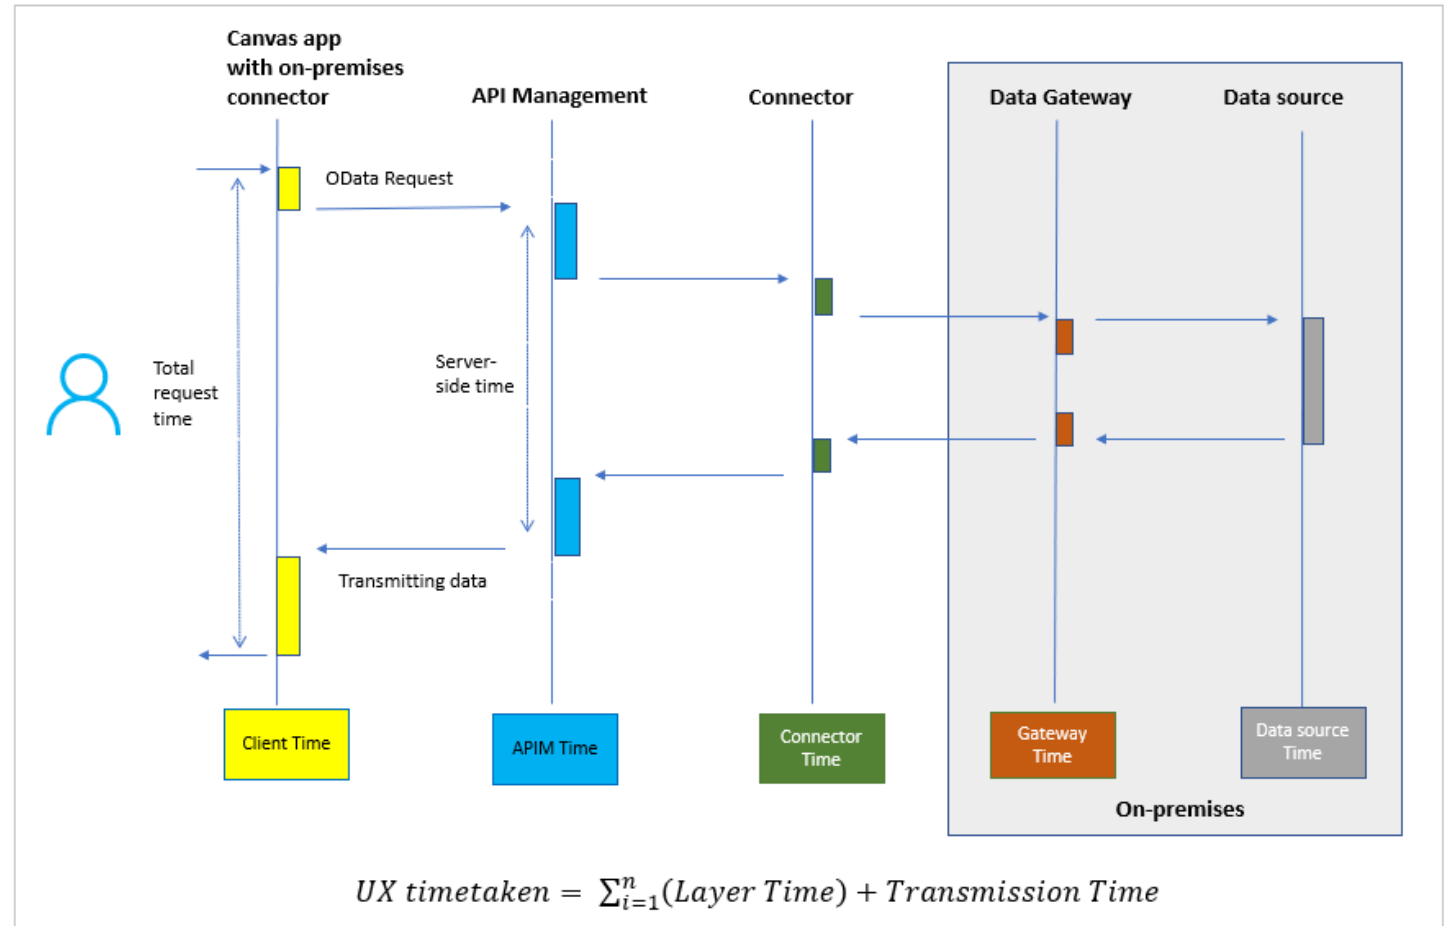 Canvas app
with on-premises
connector
API Management
Connector
Data Gateway
Data source
OData Request
Total
request
time
Server-
side time
Transmitting data
Client Time
APIM Time
Connector
Time
Gateway
Time
Data source
Time
On-premises
UX timetaken = ∑ⁿᵢ₌₁(Layer Time) + Transmission Time